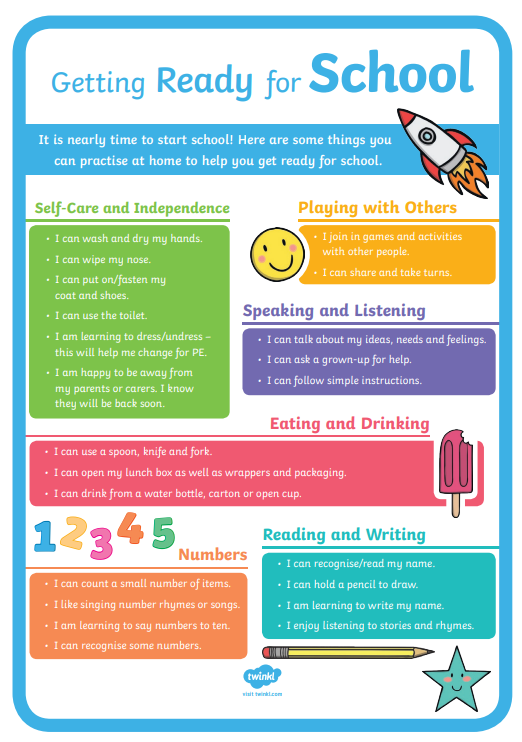 Getting Ready for School
It is nearly time to start school! Here are some things you
can practise at home to help you get ready for school.
Self-Care and Independence
• I can wash and dry my hands.
• I can wipe my nose.
• I can put on/fasten my
coat and shoes.
• I can use the toilet.
• I am learning to dress/undress –
this will help me change for PE.
• I am happy to be away from
my parents or carers. I know
they will be back soon.
Playing with Others
• I join in games and activities
with other people.
• I can share and take turns.
Speaking and Listening
• I can talk about my ideas, needs and feelings.
• I can ask a grown-up for help.
• I can follow simple instructions.
Eating and Drinking
• I can use a spoon, knife and fork.
• I can open my lunch box as well as wrappers and packaging.
• I can drink from a water bottle, carton or open cup.
1 2 3 4 5
Numbers
• I can count a small number of items.
• I like singing number rhymes or songs.
• I am learning to say numbers to ten.
• I can recognise some numbers.
Reading and Writing
• I can recognise/read my name.
• I can hold a pencil to draw.
• I am learning to write my name.
• I enjoy listening to stories and rhymes.
twinkl
visit twinkl.com